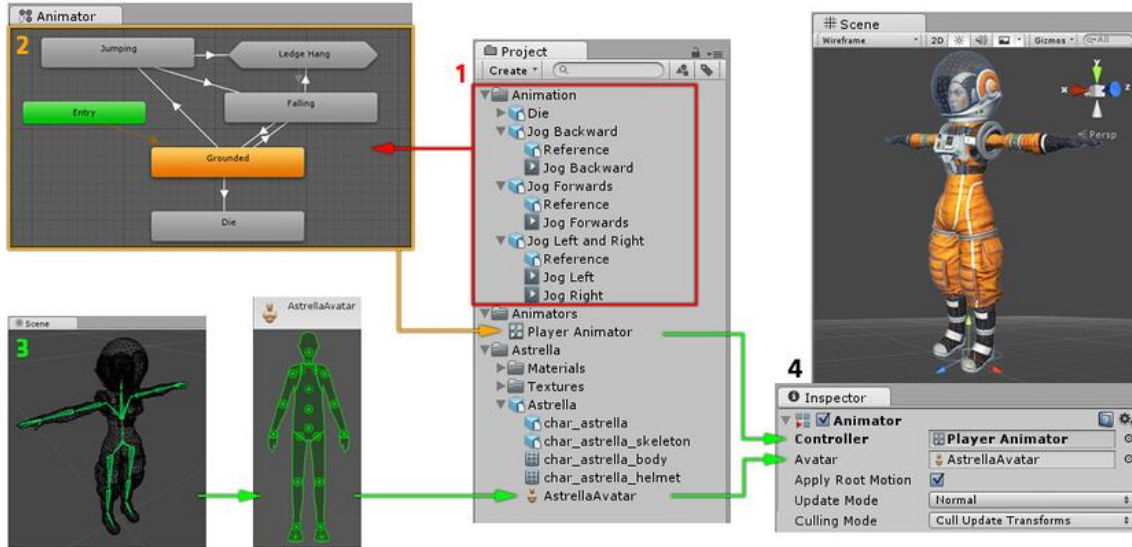 Animator
2
Jumping
Ledge Hang
Falling
Entry
Grounded
Die
Scene
3
AstrellaAvatar
Project
Create
1
Animation
Die
Jog Backward
Reference
Jog Backward
Jog Forwards
Reference
Jog Forwards
Jog Left and Right
Reference
Jog Left
Jog Right
Animators
Player Animator
Astrella
Materials
Textures
Astrella
char_astrella
char_astrella_skeleton
char_astrella_body
char_astrella_helmet
AstrellaAvatar
Scene
Wireframe 2D Gizmos All
y
x z
Persp
4
Inspector
Animator
Controller Player Animator
Avatar AstrellaAvatar
Apply Root Motion
Update Mode Normal
Culling Mode Cull Update Transforms